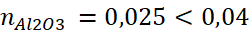 n_{Al2O3} = 0,025 < 0,04